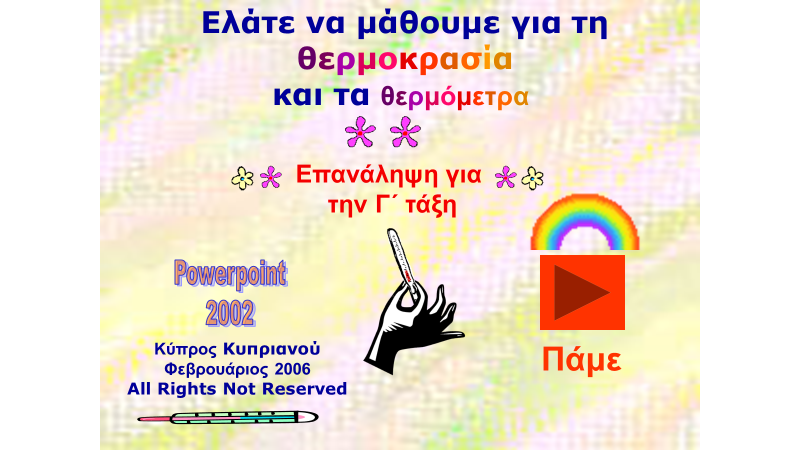 Ελάτε να μάθουμε για τη
θερμοκρασία
και τα θερμόμετρα
Επανάληψη για
την Γ΄ τάξη
Powerpoint
2002
Κύπρος Κυπριανού
Φεβρουάριος 2006
All Rights Not Reserved
Πάμε